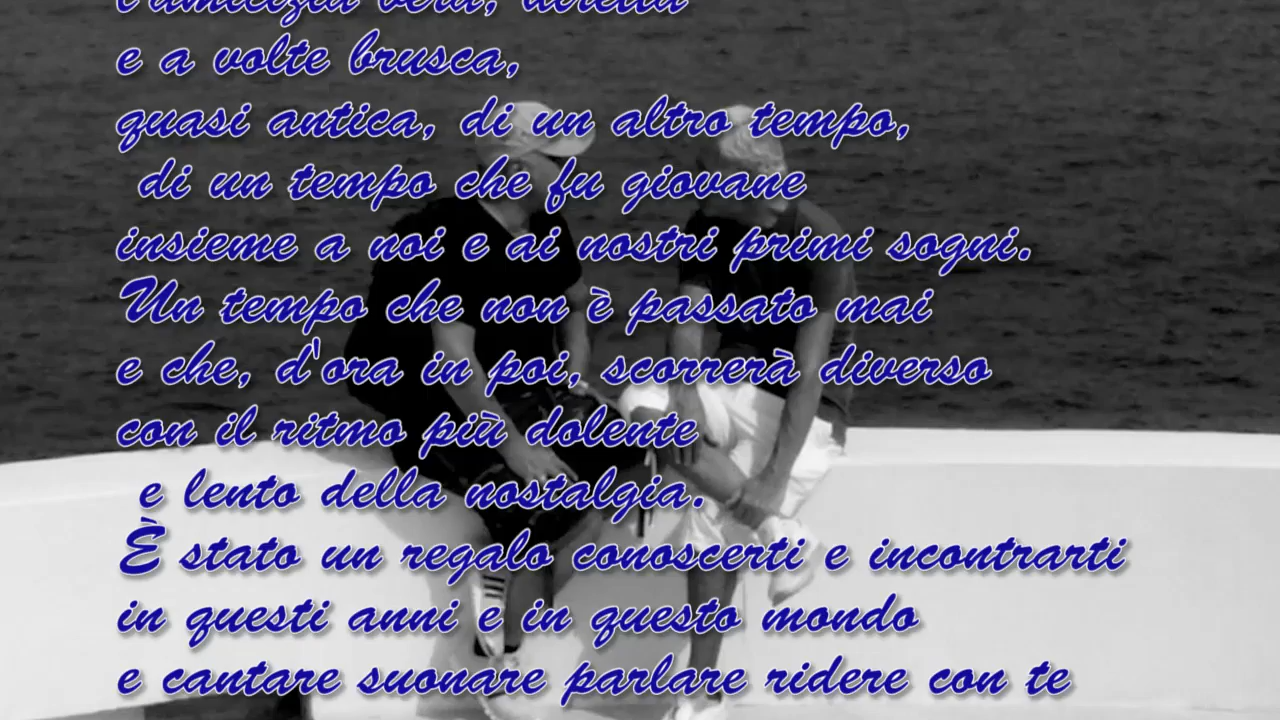 l'amicizia vera, diretta
e a volte brusca,
quasi antica, di un altro tempo,
di un tempo che fu giovane
insieme a noi e ai nostri primi sogni.
Un tempo che non è passato mai
e che, d'ora in poi, scorrerà diverso
con il ritmo più dolente
e lento della nostalgia.
È stato un regalo conoscerti e incontrarti
in questi anni e in questo mondo
e cantare suonare parlare ridere con te